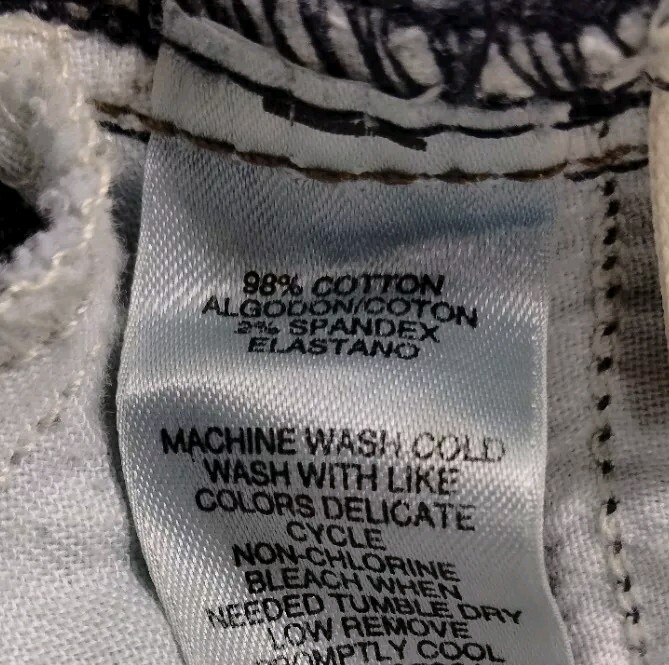 98% COTTON
ALGODON/COTON
2% SPANDEX
ELASTANO
MACHINE WASH COLD
WASH WITH LIKE
COLORS DELICATE
CYCLE
NON-CHLORINE
BLEACH WHEN
NEEDED TUMBLE DRY
LOW REMOVE
PROMPTLY COOL